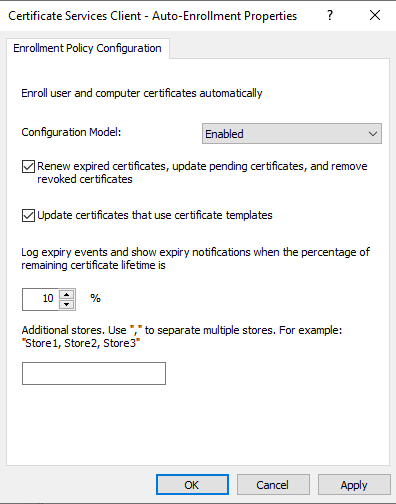 Certificate Services Client - Auto-Enrollment Properties ? ×
Enrollment Policy Configuration
Enroll user and computer certificates automatically
Configuration Model: Enabled
Renew expired certificates, update pending certificates, and remove
revoked certificates
Update certificates that use certificate templates
Log expiry events and show expiry notifications when the percentage of
remaining certificate lifetime is
10 %
Additional stores. Use "," to separate multiple stores. For example:
"Store1, Store2, Store3"
OK Cancel Apply